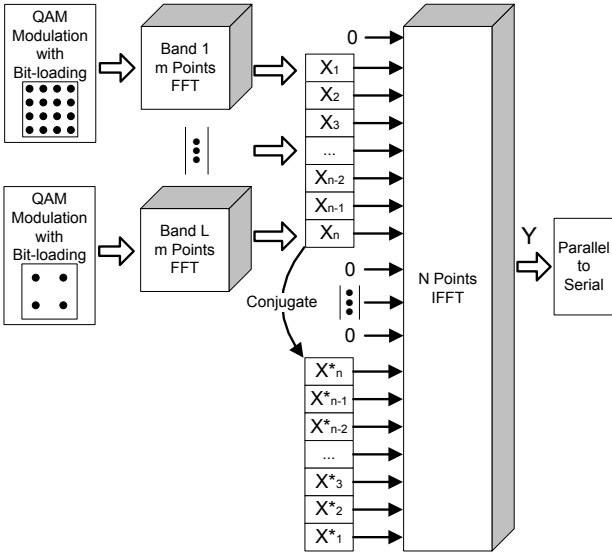 QAM
Modulation
with
Bit-loading
Band 1
m Points
FFT
QAM
Modulation
with
Bit-loading
Band L
m Points
FFT
0
X1
X2
X3
...
Xn-2
Xn-1
Xn
Conjugate
0
0
X*n
X*n-1
X*n-2
...
X*3
X*2
X*1
N Points
IFFT
Y
Parallel
to
Serial